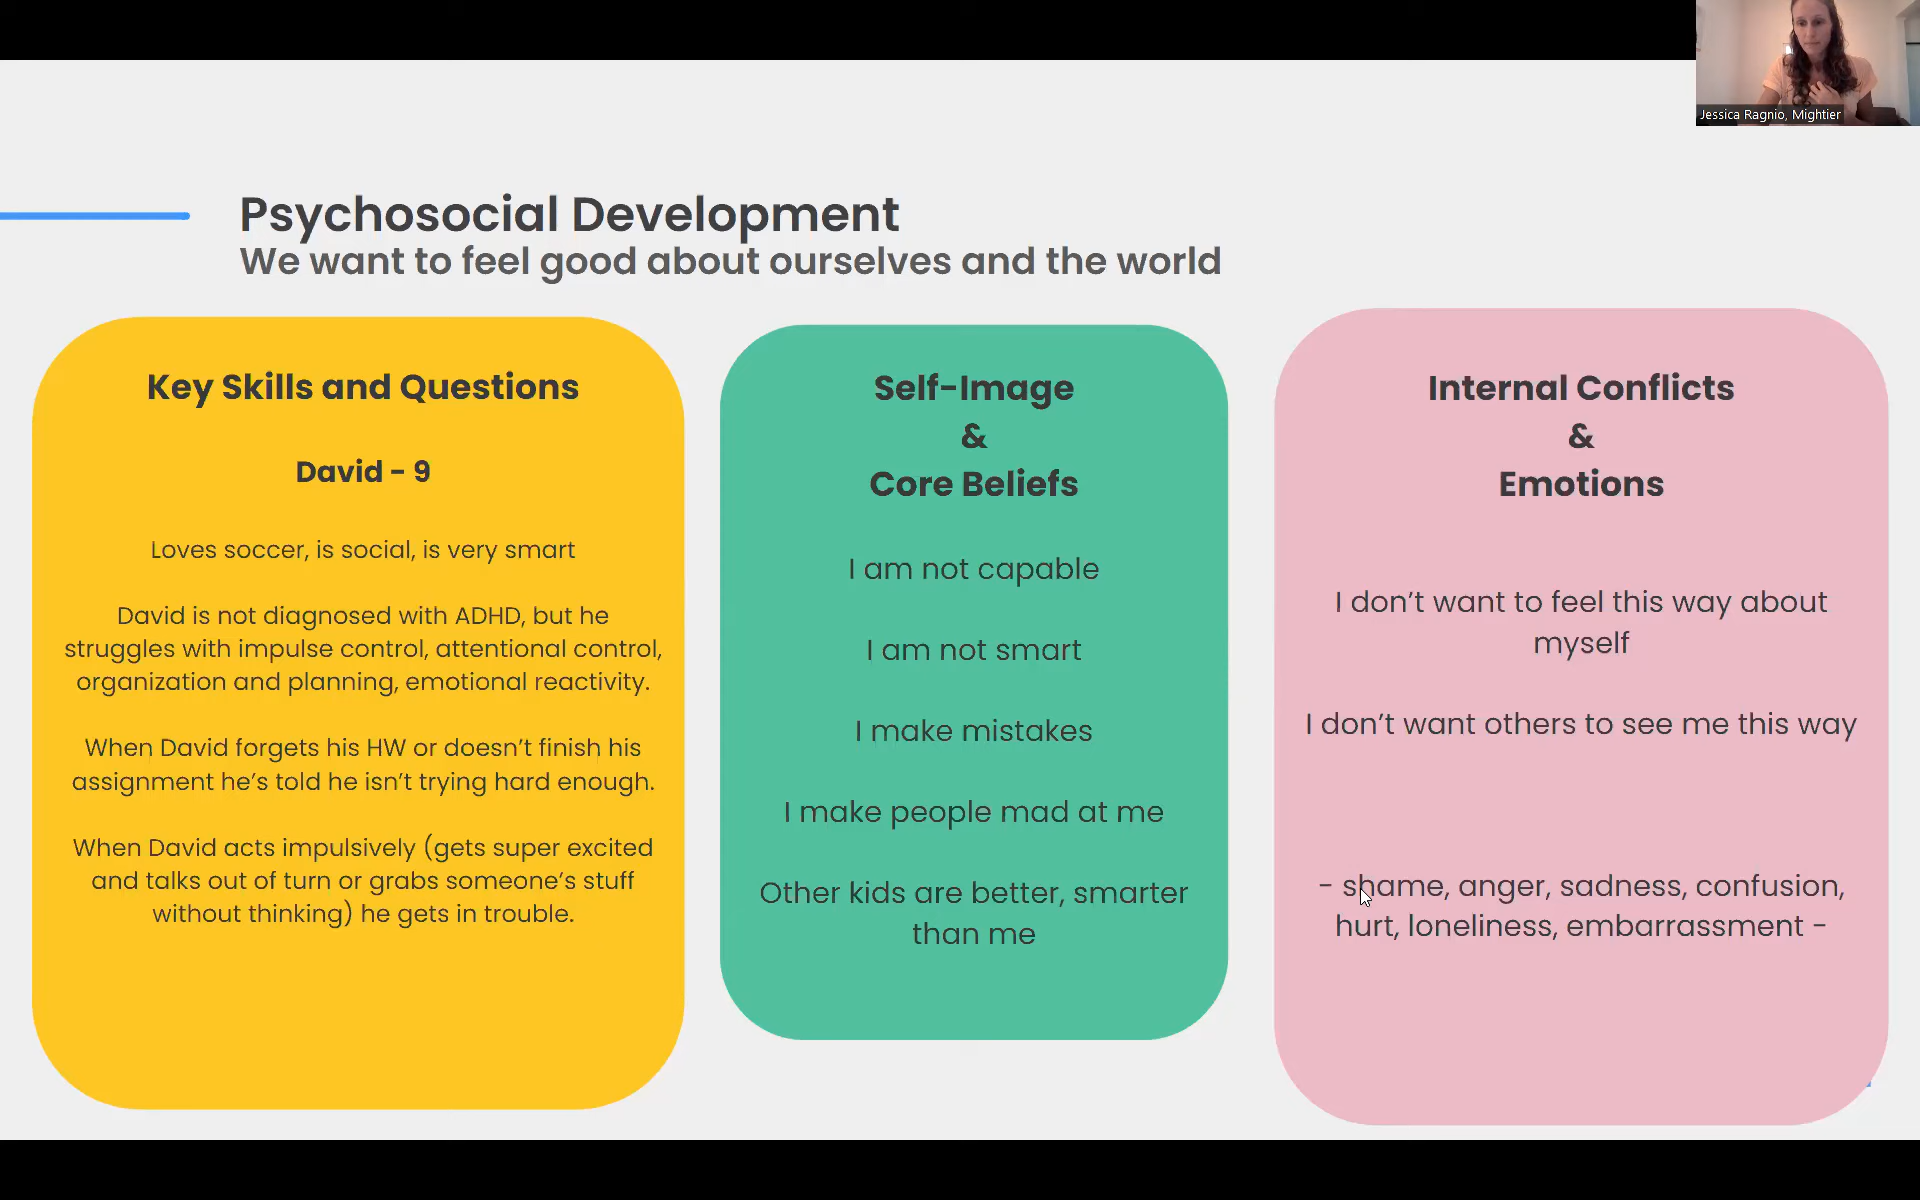 Jessica Ragnio, Mightier
Psychosocial Development
We want to feel good about ourselves and the world
Key Skills and Questions
David - 9
Loves soccer, is social, is very smart
David is not diagnosed with ADHD, but he
struggles with impulse control, attentional control,
organization and planning, emotional reactivity.
When David forgets his HW or doesn't finish his
assignment he's told he isn't trying hard enough.
When David acts impulsively (gets super excited
and talks out of turn or grabs someone's stuff
without thinking) he gets in trouble.
Self-Image
&
Core Beliefs
I am not capable
I am not smart
I make mistakes
I make people mad at me
Other kids are better, smarter
than me
Internal Conflicts
&
Emotions
I don't want to feel this way about
myself
I don't want others to see me this way
- shame, anger, sadness, confusion,
hurt, loneliness, embarrassment -